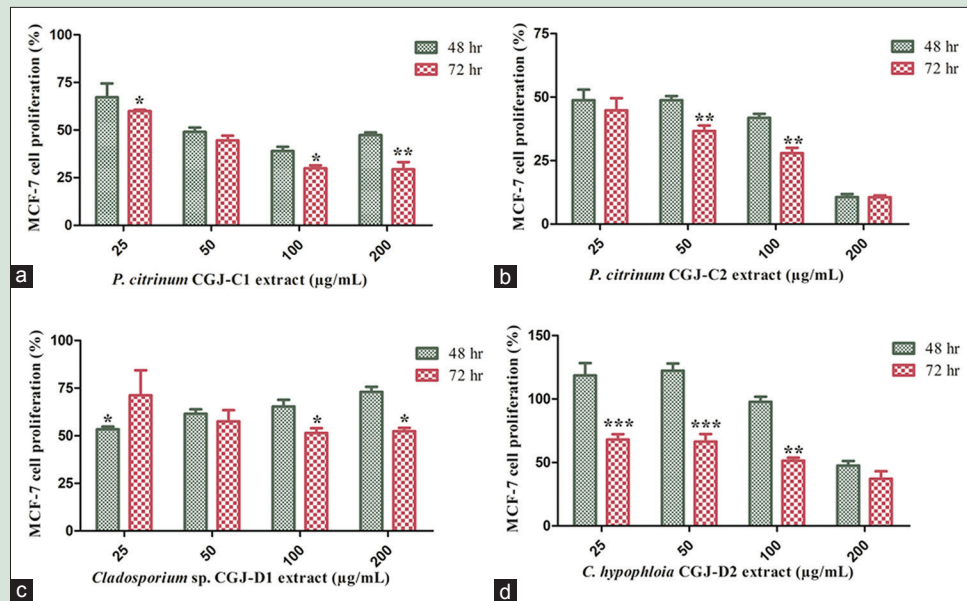 MCF-7 cell proliferation (%)
100
75
50
25
0
48 hr
72 hr
*
*
**
25
50
100
200
P. citrinum CGJ-C1 extract (µg/mL)
a
MCF-7 cell proliferation (%)
75
50
25
0
48 hr
72 hr
**
**
25
50
100
200
P. citrinum CGJ-C2 extract (µg/mL)
b
MCF-7 cell proliferation (%)
100
75
50
25
0
48 hr
72 hr
*
*
*
25
50
100
200
Cladosporium sp. CGJ-D1 extract (µg/mL)
c
MCF-7 cell proliferation (%)
150
100
50
0
48 hr
72 hr
***
***
**
25
50
100
200
C. hypophloia CGJ-D2 extract (µg/mL)
d